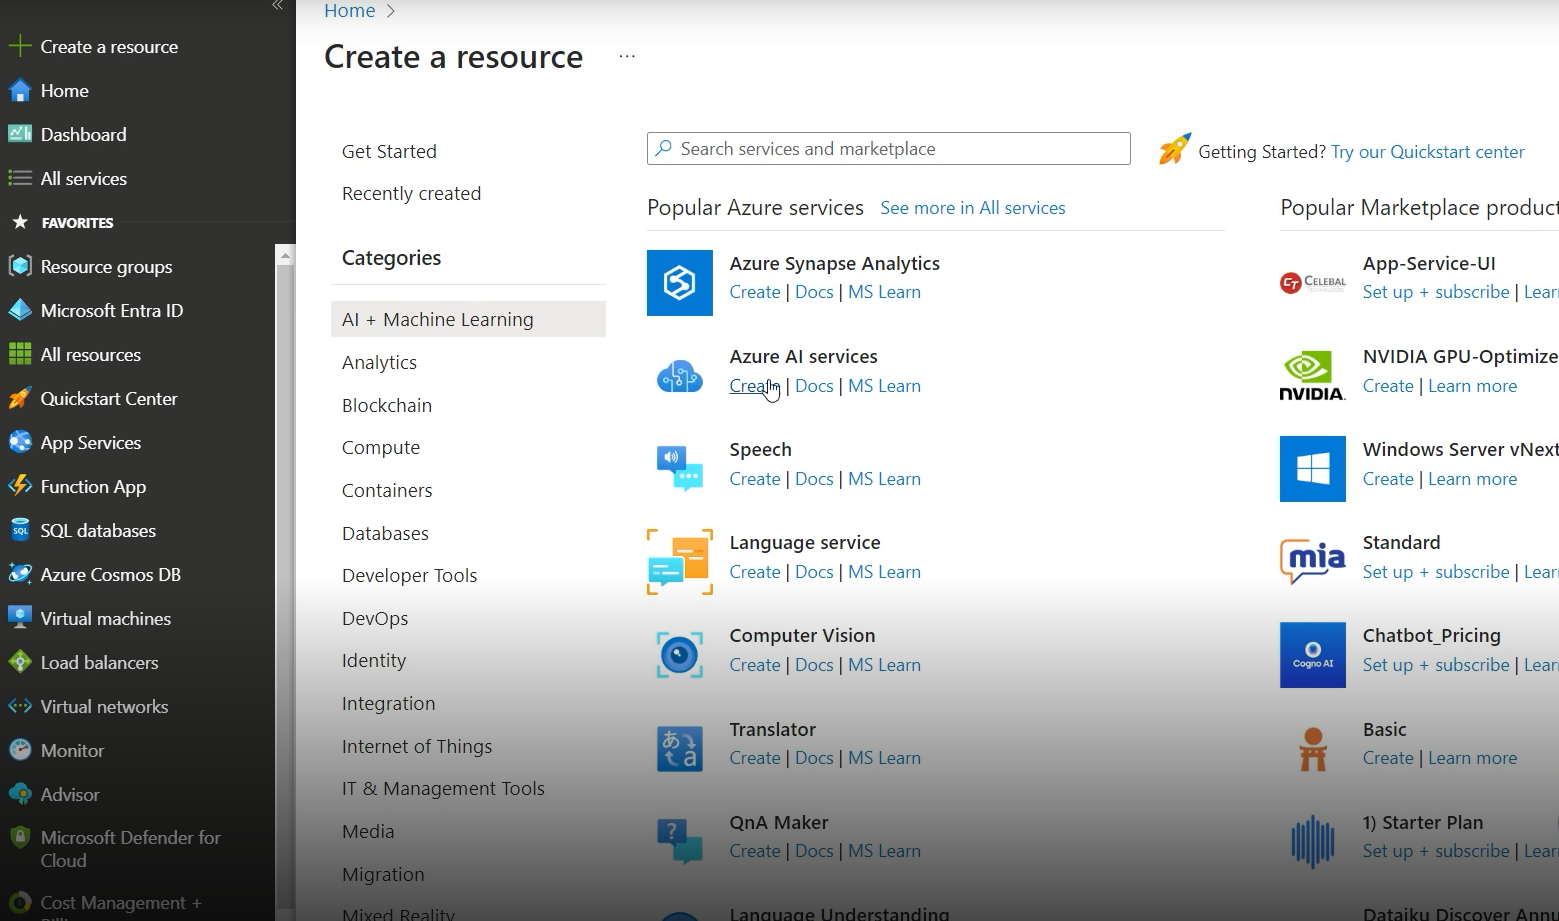 Create a resource
Home
Dashboard
All services
FAVORITES
Resource groups
Microsoft Entra ID
All resources
Quickstart Center
App Services
Function App
SQL
SQL databases
Azure Cosmos DB
Virtual machines
Load balancers
Virtual networks
Monitor
Advisor
Microsoft Defender for
Cloud
Cost Management +
Home >
Create a resource ...
Get Started
Recently created
Categories
AI + Machine Learning
Analytics
Blockchain
Compute
Containers
Databases
Developer Tools
DevOps
Identity
Integration
Internet of Things
IT & Management Tools
Media
Migration
Mixed Reality
Search services and marketplace
Getting Started? Try our Quickstart center
Popular Azure services See more in All services
Azure Synapse Analytics
Create | Docs | MS Learn
Azure AI services
Create | Docs | MS Learn
Speech
Create | Docs | MS Learn
Language service
Create | Docs | MS Learn
Computer Vision
Create | Docs | MS Learn
あ a
Translator
Create | Docs | MS Learn
?
QnA Maker
Create | Docs | MS Learn
Language Understanding
Popular Marketplace product
CT CELEBAL
App-Service-UI
Set up + subscribe | Lear
NVIDIA.
NVIDIA GPU-Optimize
Create | Learn more
Windows Server vNext
Create | Learn more
mia
Standard
Set up + subscribe | Lear
Cogno AI
Chatbot_Pricing
Set up + subscribe | Lear
Basic
Create | Learn more
1) Starter Plan
Set up + subscribe | Lear
Dataiku Discover Annu